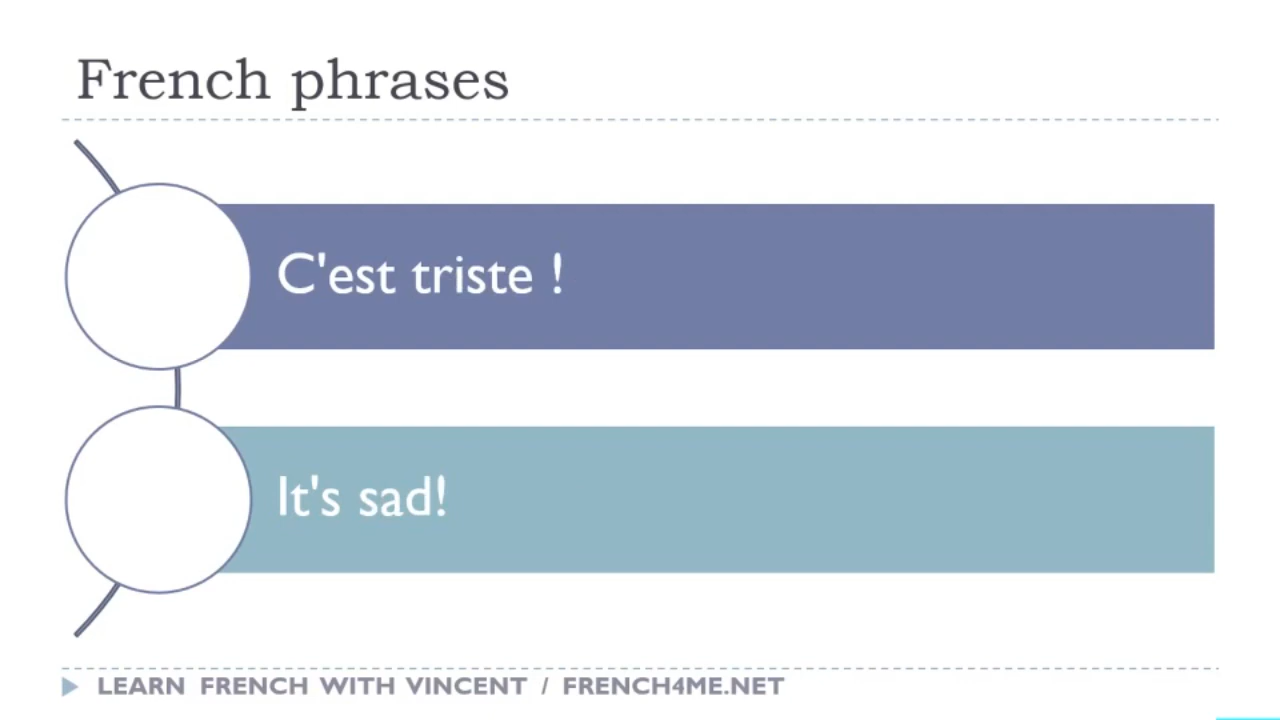 French phrases
C'est triste !
It's sad!
LEARN FRENCH WITH VINCENT / FRENCH4ME.NET